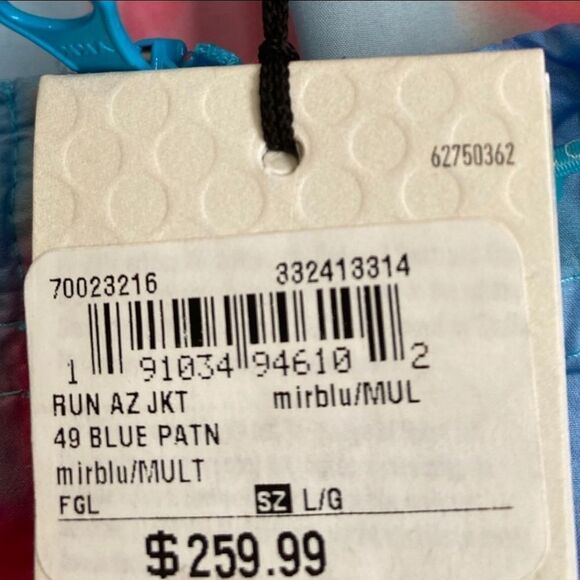 62750362
70023216 332413314
1 91034 94610 2
RUN AZ JKT mirblu/MUL
49 BLUE PATN
mirblu/MULT
FGL SZ L/G
$259.99